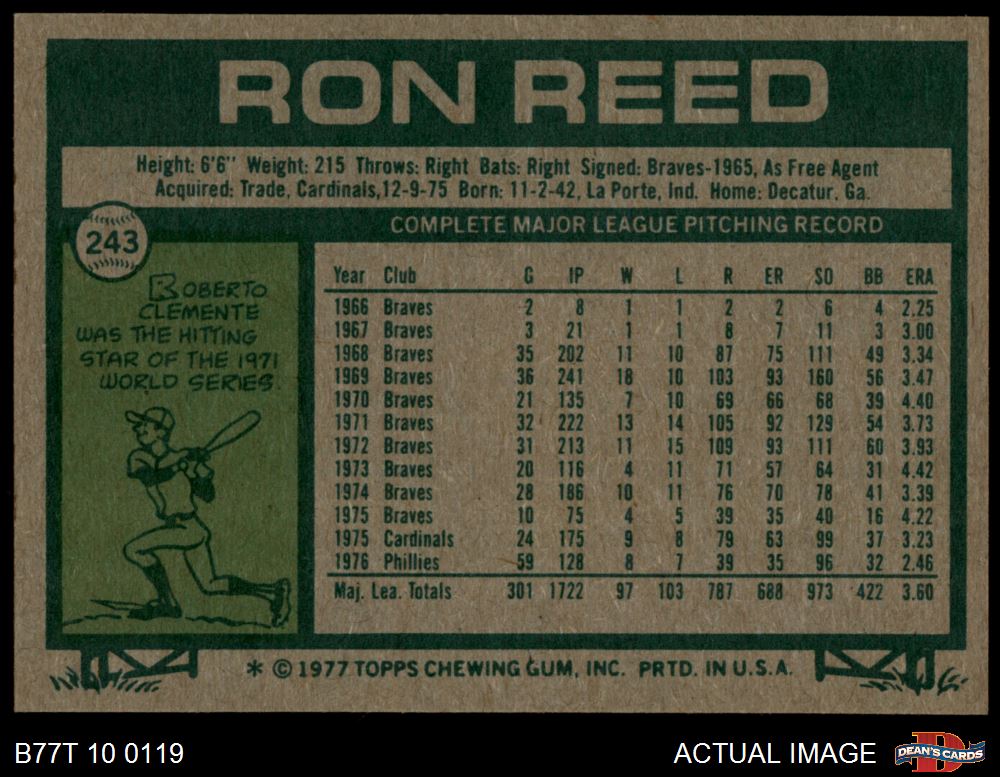 RON REED
Height: 6'6" Weight: 215 Throws: Right Bats: Right Signed: Braves-1965, As Free Agent
Acquired: Trade, Cardinals,12-9-75 Born: 11-2-42, La Porte, Ind. Home: Decatur, Ga.
243
COMPLETE MAJOR LEAGUE PITCHING RECORD
ROBERTO
CLEMENTE
WAS THE HITTING
STAR OF THE 1971
WORLD SERIES.
Year Club G IP W L R ER SO BB ERA
1966 Braves 2 8 1 1 2 2 6 4 2.25
1967 Braves 3 21 1 1 8 7 11 3 3.00
1968 Braves 35 202 11 10 87 75 111 49 3.34
1969 Braves 36 241 18 10 103 93 160 56 3.47
1970 Braves 21 135 7 10 69 66 68 39 4.40
1971 Braves 32 222 13 14 105 92 129 54 3.73
1972 Braves 31 213 11 15 109 93 111 60 3.93
1973 Braves 20 116 4 11 71 57 64 31 4.42
1974 Braves 28 186 10 11 76 70 78 41 3.39
1975 Braves 10 75 4 5 39 35 40 16 4.22
1975 Cardinals 24 175 9 8 79 63 99 37 3.23
1976 Phillies 59 128 8 7 39 35 96 32 2.46
Maj. Lea. Totals 301 1722 97 103 787 688 973 422 3.60
* © 1977 TOPPS CHEWING GUM, INC. PRTD. IN U.S.A.
B77T 10 0119
ACTUAL IMAGE
D
DEAN'S CARDS